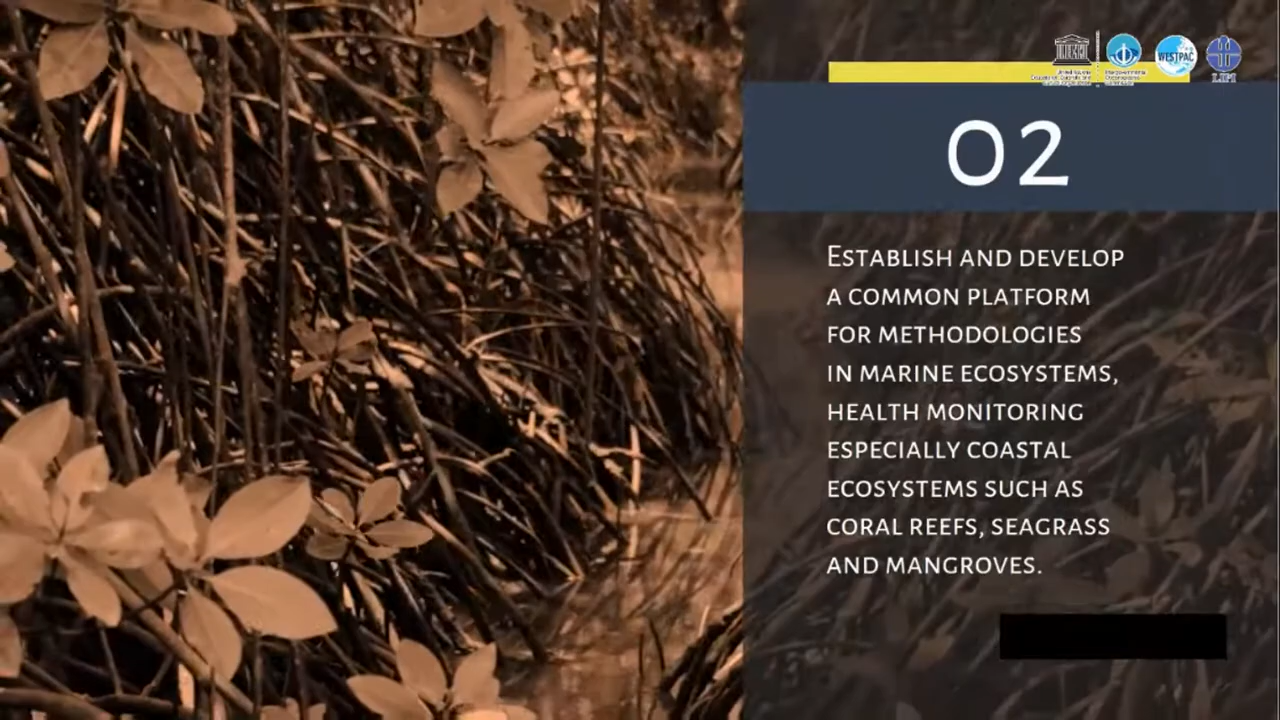 WESTPAC
LIPI
02
ESTABLISH AND DEVELOP
A COMMON PLATFORM
FOR METHODOLOGIES
IN MARINE ECOSYSTEMS,
HEALTH MONITORING
ESPECIALLY COASTAL
ECOSYSTEMS SUCH AS
CORAL REEFS, SEAGRASS
AND MANGROVES.